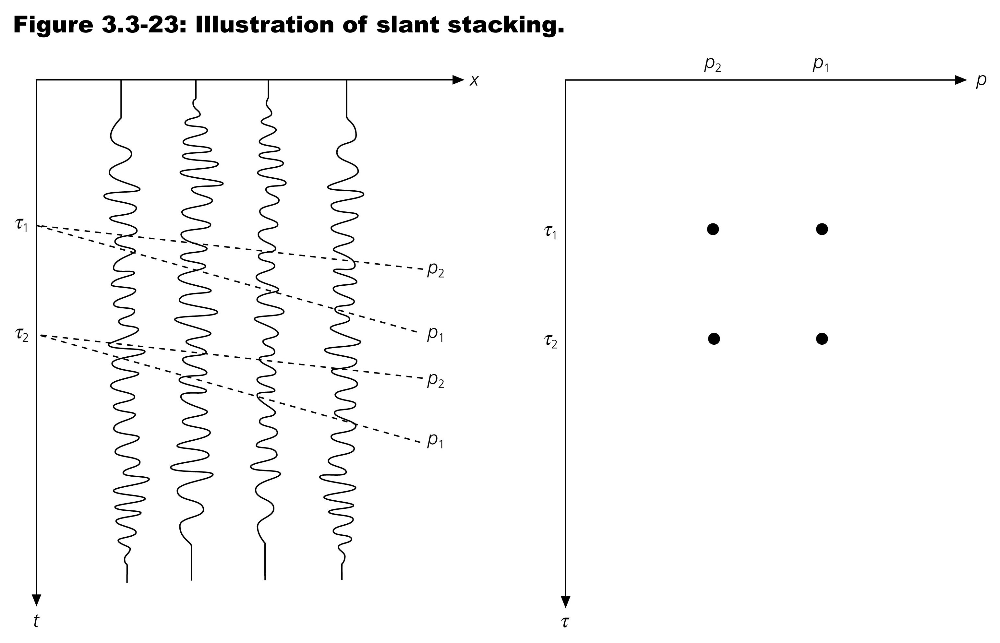 Figure 3.3-23: Illustration of slant stacking.
x
τ₁
p₂
p₁
τ₂
p₂
p₁
t
p₂ p₁
p
τ₁
τ₂
τ